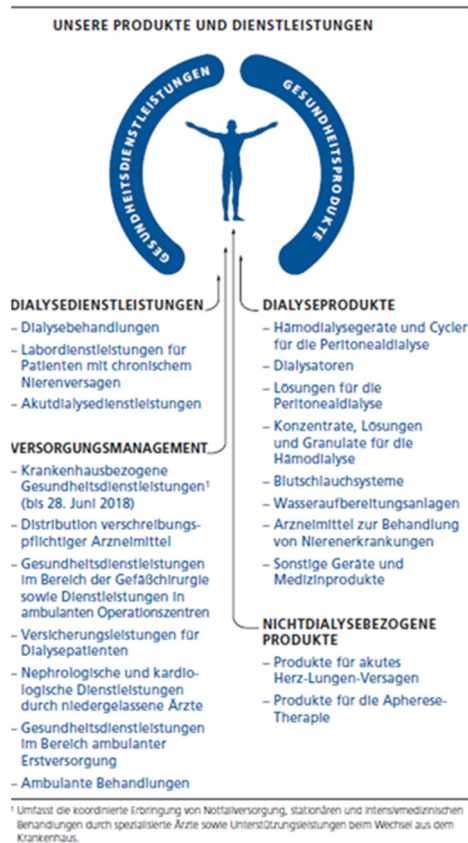 UNSERE PRODUKTE UND DIENSTLEISTUNGEN
GESUNDHEITSDIENSTLEISTUNGEN
GESUNDHEITSPRODUKTE
DIALYSEDIENSTLEISTUNGEN
– Dialysebehandlungen
– Labordienstleistungen für
Patienten mit chronischem
Nierenversagen
– Akutdialysedienstleistungen
VERSORGUNGSMANAGEMENT
– Krankenhausbezogene
Gesundheitsdienstleistungen¹
(bis 28. Juni 2018)
– Distribution verschreibungs-
pflichtiger Arzneimittel
– Gesundheitsdienstleistungen
im Bereich der Gefäßchirurgie
sowie Dienstleistungen in
ambulanten Operationszentren
– Versicherungsleistungen für
Dialysepatienten
– Nephrologische und kardio-
logische Dienstleistungen
durch niedergelassene Ärzte
– Gesundheitsdienstleistungen
im Bereich ambulanter
Erstversorgung
– Ambulante Behandlungen
DIALYSEPRODUKTE
– Hämodialysegeräte und Cycler
für die Peritonealdialyse
– Dialysatoren
– Lösungen für die
Peritonealdialyse
– Konzentrate, Lösungen
und Granulate für die
Hämodialyse
– Blutschlauchsysteme
– Wasseraufbereitungsanlagen
– Arzneimittel zur Behandlung
von Nierenerkrankungen
– Sonstige Geräte und
Medizinprodukte
NICHTDIALYSEBEZOGENE
PRODUKTE
– Produkte für akutes
Herz-Lungen-Versagen
– Produkte für die Apherese-
Therapie
¹ Umfasst die koordinierte Erbringung von Notfallversorgung, stationären und intensivmedizinischen
Behandlungen durch spezialisierte Ärzte sowie Unterstützungsleistungen beim Wechsel aus dem
Krankenhaus.